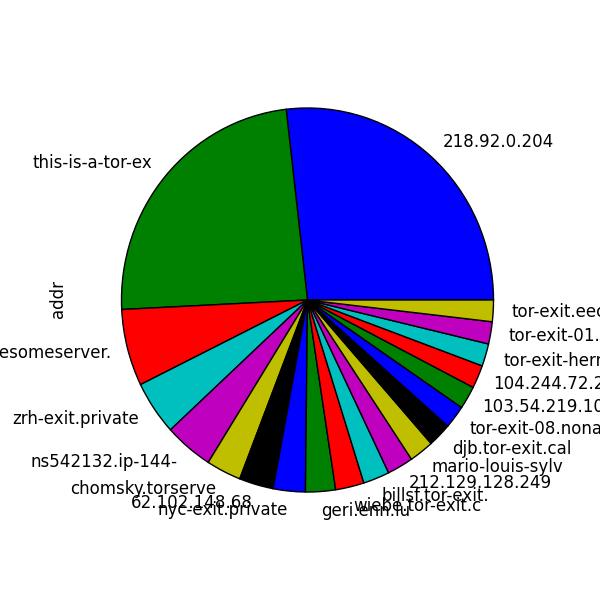 218.92.0.204
this-is-a-tor-ex
addr
esomeserver.
zrh-exit.private
ns542132.ip-144-
chomsky.torserve
62.102.148.68
nyc-exit.private
geri.enn.lu
wiebe.tor-exit.c
billsf.tor-exit.
212.129.128.249
mario-louis-sylv
djb.tor-exit.cal
tor-exit-08.nona
103.54.219.10
104.244.72.2
tor-exit-herr
tor-exit-01.
tor-exit.eec